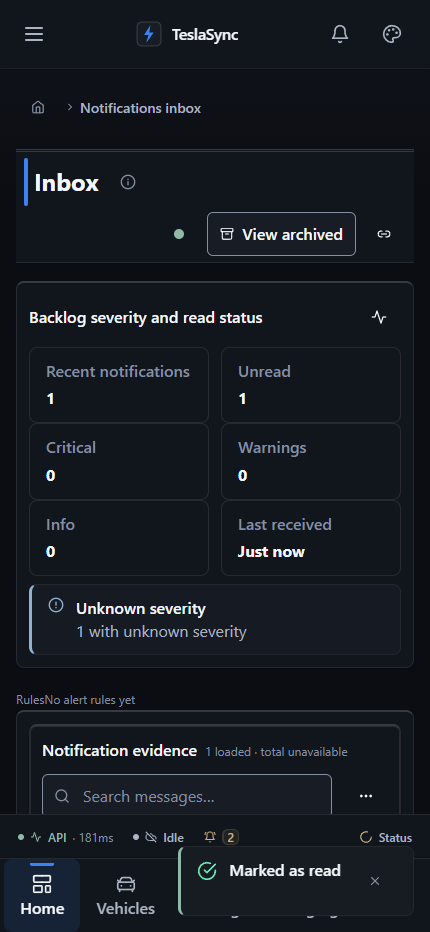 TeslaSync
Notifications inbox
Inbox
View archived
Backlog severity and read status
Recent notifications
1
Unread
1
Critical
0
Warnings
0
Info
0
Last received
Just now
Unknown severity
1 with unknown severity
RulesNo alert rules yet
Notification evidence 1 loaded · total unavailable
Search messages...
API · 181ms Idle 2 Status
Marked as read
Home Vehicles